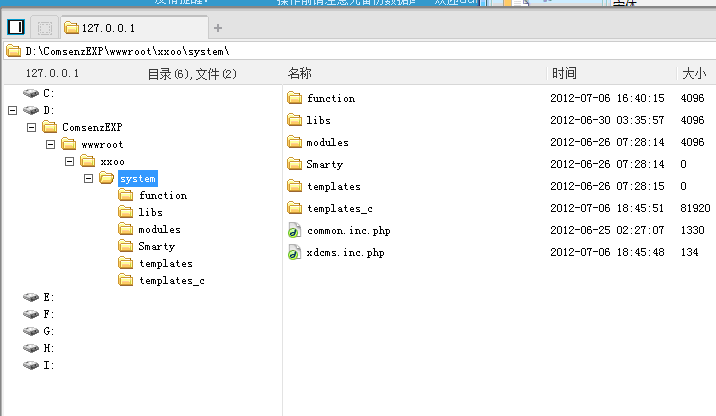 127.0.0.1
D:\ComsenzEXP\wwwroot\xxoo\system\
127.0.0.1 目录(6),文件(2) 名称 时间 大小
C:
D:
ComsenzEXP
wwwroot
xxoo
system
function
libs
modules
Smarty
templates
templates_c
E:
F:
G:
H:
I:
function 2012-07-06 16:40:15 4096
libs 2012-06-30 03:35:57 4096
modules 2012-06-26 07:28:14 4096
Smarty 2012-06-26 07:28:14 0
templates 2012-06-26 07:28:15 0
templates_c 2012-07-06 18:45:51 81920
common.inc.php 2012-06-25 02:27:07 1330
xdcms.inc.php 2012-07-06 18:45:48 134